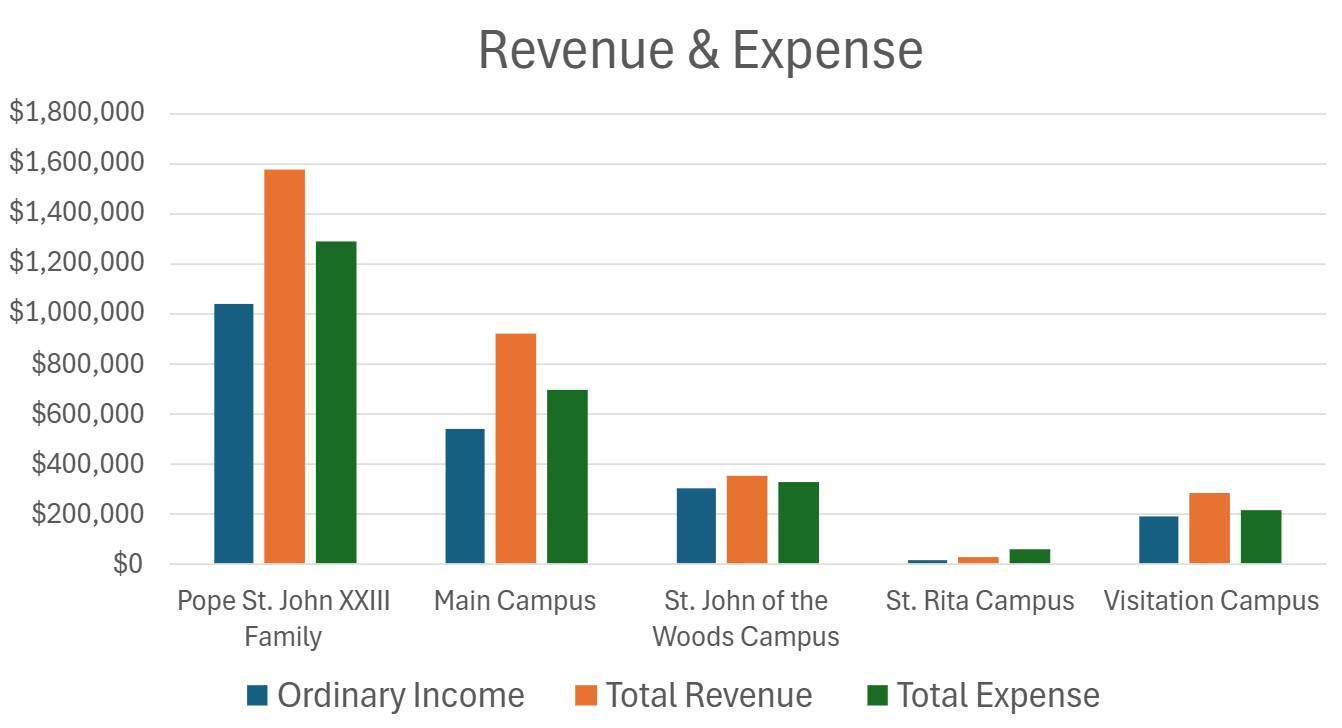 Revenue & Expense
$1,800,000
$1,600,000
$1,400,000
$1,200,000
$1,000,000
$800,000
$600,000
$400,000
$200,000
$0
Pope St. John XXIII
Family
Main Campus
St. John of the
Woods Campus
St. Rita Campus
Visitation Campus
Ordinary Income
Total Revenue
Total Expense